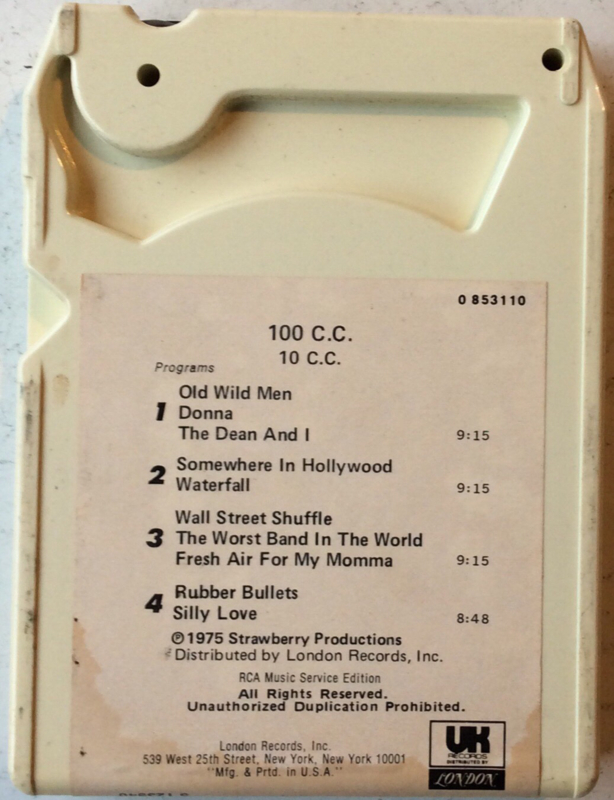 0 853110
100 C.C.
10 C.C.
Programs
1
Old Wild Men
Donna
The Dean And I 9:15
2
Somewhere In Hollywood
Waterfall 9:15
3
Wall Street Shuffle
The Worst Band In The World
Fresh Air For My Momma 9:15
4
Rubber Bullets
Silly Love 8:48
℗1975 Strawberry Productions
Distributed by London Records, Inc.
RCA Music Service Edition
All Rights Reserved.
Unauthorized Duplication Prohibited.
London Records, Inc.
539 West 25th Street, New York, New York 10001
"Mfg. & Prtd. in U.S.A."
UK
RECORDS
DISTRIBUTED BY
LONDON